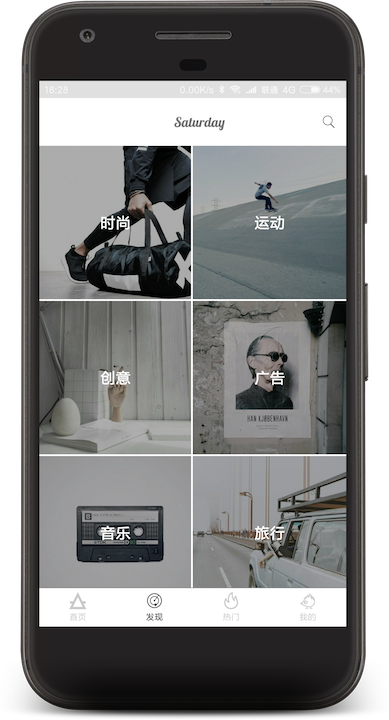 18:28 0.00K/s 联通 4G 44%
Saturday
时尚 运动
创意 广告
HAN KJØBENHAVN
音乐 旅行
首页 发现 热门 我的